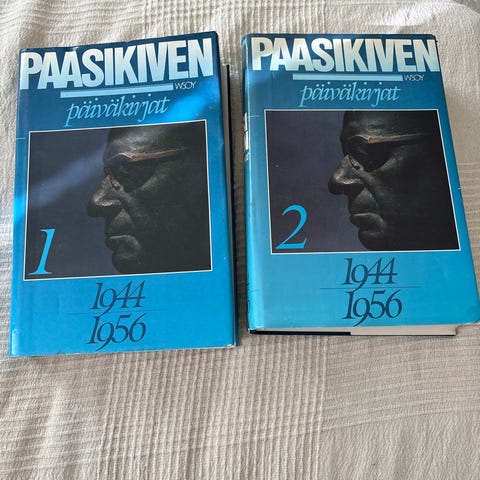 PAASIKIVEN
WSOY
päiväkirjat
1
1944
1956
PAASIKIVEN
WSOY
päiväkirjat
2
1944
1956